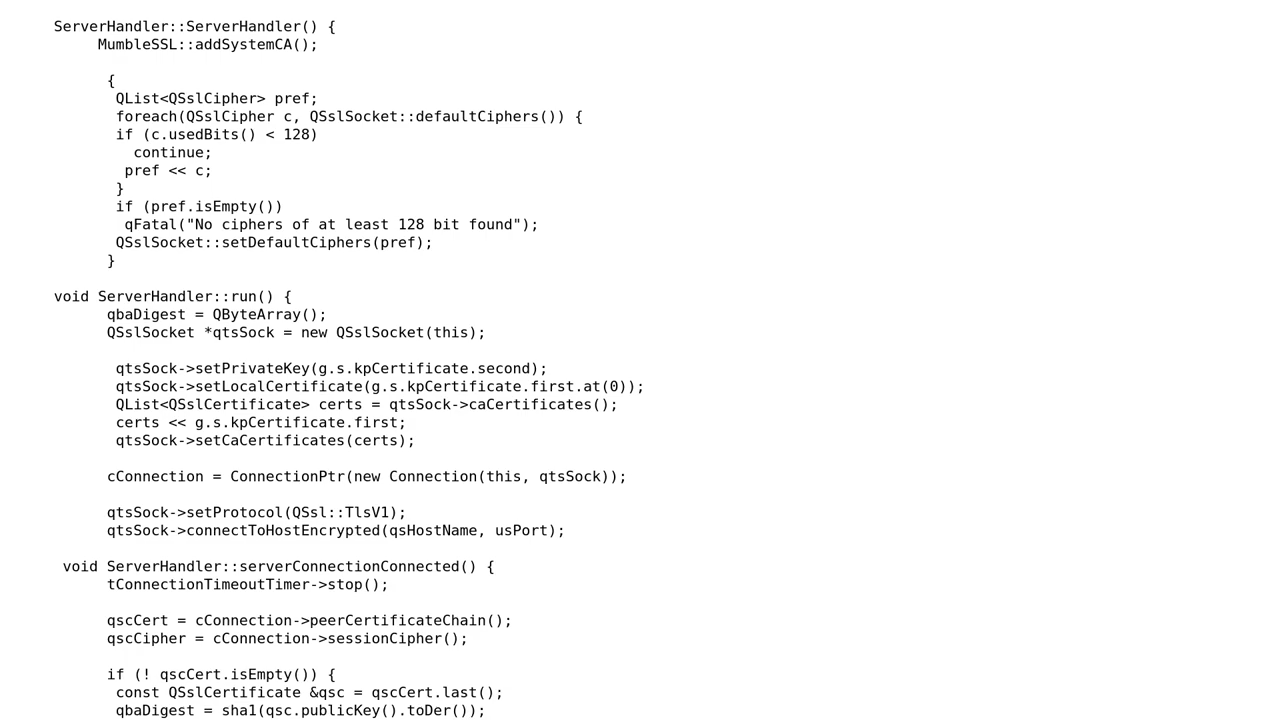 ServerHandler::ServerHandler() {
MumbleSSL::addSystemCA();
{
QList<QSslCipher> pref;
foreach(QSslCipher c, QSslSocket::defaultCiphers()) {
if (c.usedBits() < 128)
continue;
pref << c;
}
if (pref.isEmpty())
qFatal("No ciphers of at least 128 bit found");
QSslSocket::setDefaultCiphers(pref);
}
void ServerHandler::run() {
qbaDigest = QByteArray();
QSslSocket *qtsSock = new QSslSocket(this);
qtsSock->setPrivateKey(g.s.kpCertificate.second);
qtsSock->setLocalCertificate(g.s.kpCertificate.first.at(0));
QList<QSslCertificate> certs = qtsSock->caCertificates();
certs << g.s.kpCertificate.first;
qtsSock->setCaCertificates(certs);
cConnection = ConnectionPtr(new Connection(this, qtsSock));
qtsSock->setProtocol(QSsl::TlsV1);
qtsSock->connectToHostEncrypted(qsHostName, usPort);
void ServerHandler::serverConnectionConnected() {
tConnectionTimeoutTimer->stop();
qscCert = cConnection->peerCertificateChain();
qscCipher = cConnection->sessionCipher();
if (! qscCert.isEmpty()) {
const QSslCertificate &qsc = qscCert.last();
qbaDigest = sha1(qsc.publicKey().toDer());